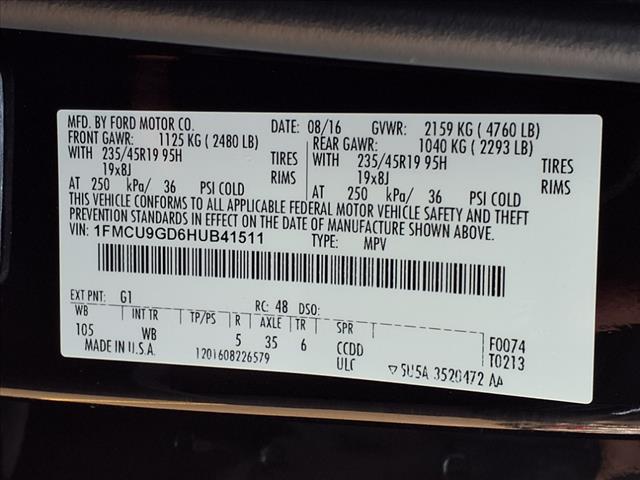 MFD. BY FORD MOTOR CO. DATE: 08/16 GVWR: 2159 KG ( 4760 LB)
FRONT GAWR: 1125 KG ( 2480 LB) REAR GAWR: 1040 KG ( 2293 LB)
WITH 235/45R19 95H TIRES WITH 235/45R19 95H TIRES
19x8J RIMS 19x8J RIMS
AT 250 kPa/ 36 PSI COLD AT 250 kPa/ 36 PSI COLD
THIS VEHICLE CONFORMS TO ALL APPLICABLE FEDERAL MOTOR VEHICLE SAFETY AND THEFT
PREVENTION STANDARDS IN EFFECT ON THE DATE OF MANUFACTURE SHOWN ABOVE.
VIN: 1FMCU9GD6HUB41511 TYPE: MPV
EXT PNT: G1 RC: 48 DSO:
WB INT TR TP/PS R AXLE TR SPR F0074
105 WB 5 35 6 CCDD T0213
MADE IN U.S.A. 1201608226579 ULC ▽ 5U5A 3520472 AA